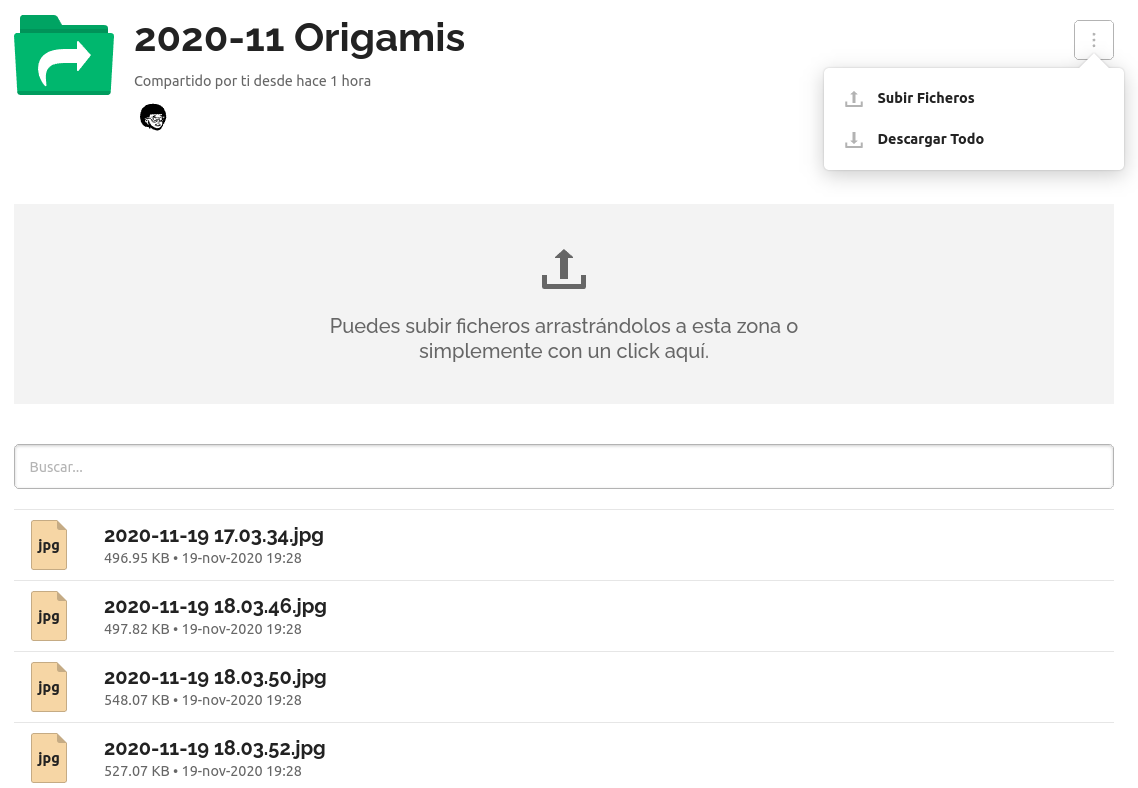 2020-11 Origamis
Compartido por ti desde hace 1 hora
Subir Ficheros
Descargar Todo
Puedes subir ficheros arrastrándolos a esta zona o
simplemente con un click aquí.
Buscar...
jpg
2020-11-19 17.03.34.jpg
496.95 KB • 19-nov-2020 19:28
jpg
2020-11-19 18.03.46.jpg
497.82 KB • 19-nov-2020 19:28
jpg
2020-11-19 18.03.50.jpg
548.07 KB • 19-nov-2020 19:28
jpg
2020-11-19 18.03.52.jpg
527.07 KB • 19-nov-2020 19:28